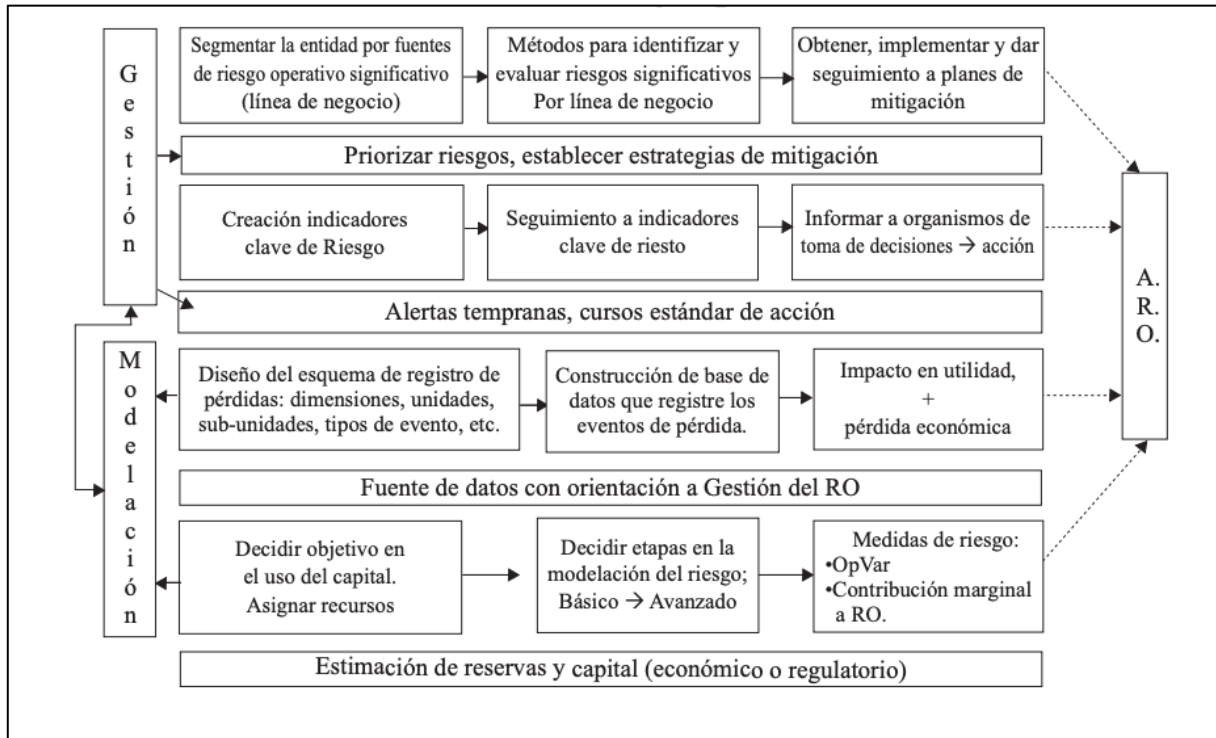 Gestión
Segmentar la entidad por fuentes
de riesgo operativo significativo
(línea de negocio)
Métodos para identifizar y
evaluar riesgos significativos
Por línea de negocio
Obtener, implementar y dar
seguimiento a planes de
mitigación
Priorizar riesgos, establecer estrategias de mitigación
Creación indicadores
clave de Riesgo
Seguimiento a indicadores
clave de riesto
Informar a organismos de
toma de decisiones → acción
Alertas tempranas, cursos estándar de acción
A.
R.
O.
Modelación
Diseño del esquema de registro de
pérdidas: dimensiones, unidades,
sub-unidades, tipos de evento, etc.
Construcción de base de
datos que registre los
eventos de pérdida.
Impacto en utilidad,
+
pérdida económica
Fuente de datos con orientación a Gestión del RO
Decidir objetivo en
el uso del capital.
Asignar recursos
Decidir etapas en la
modelación del riesgo;
Básico → Avanzado
Medidas de riesgo:
•OpVar
•Contribución marginal
a RO.
Estimación de reservas y capital (económico o regulatorio)